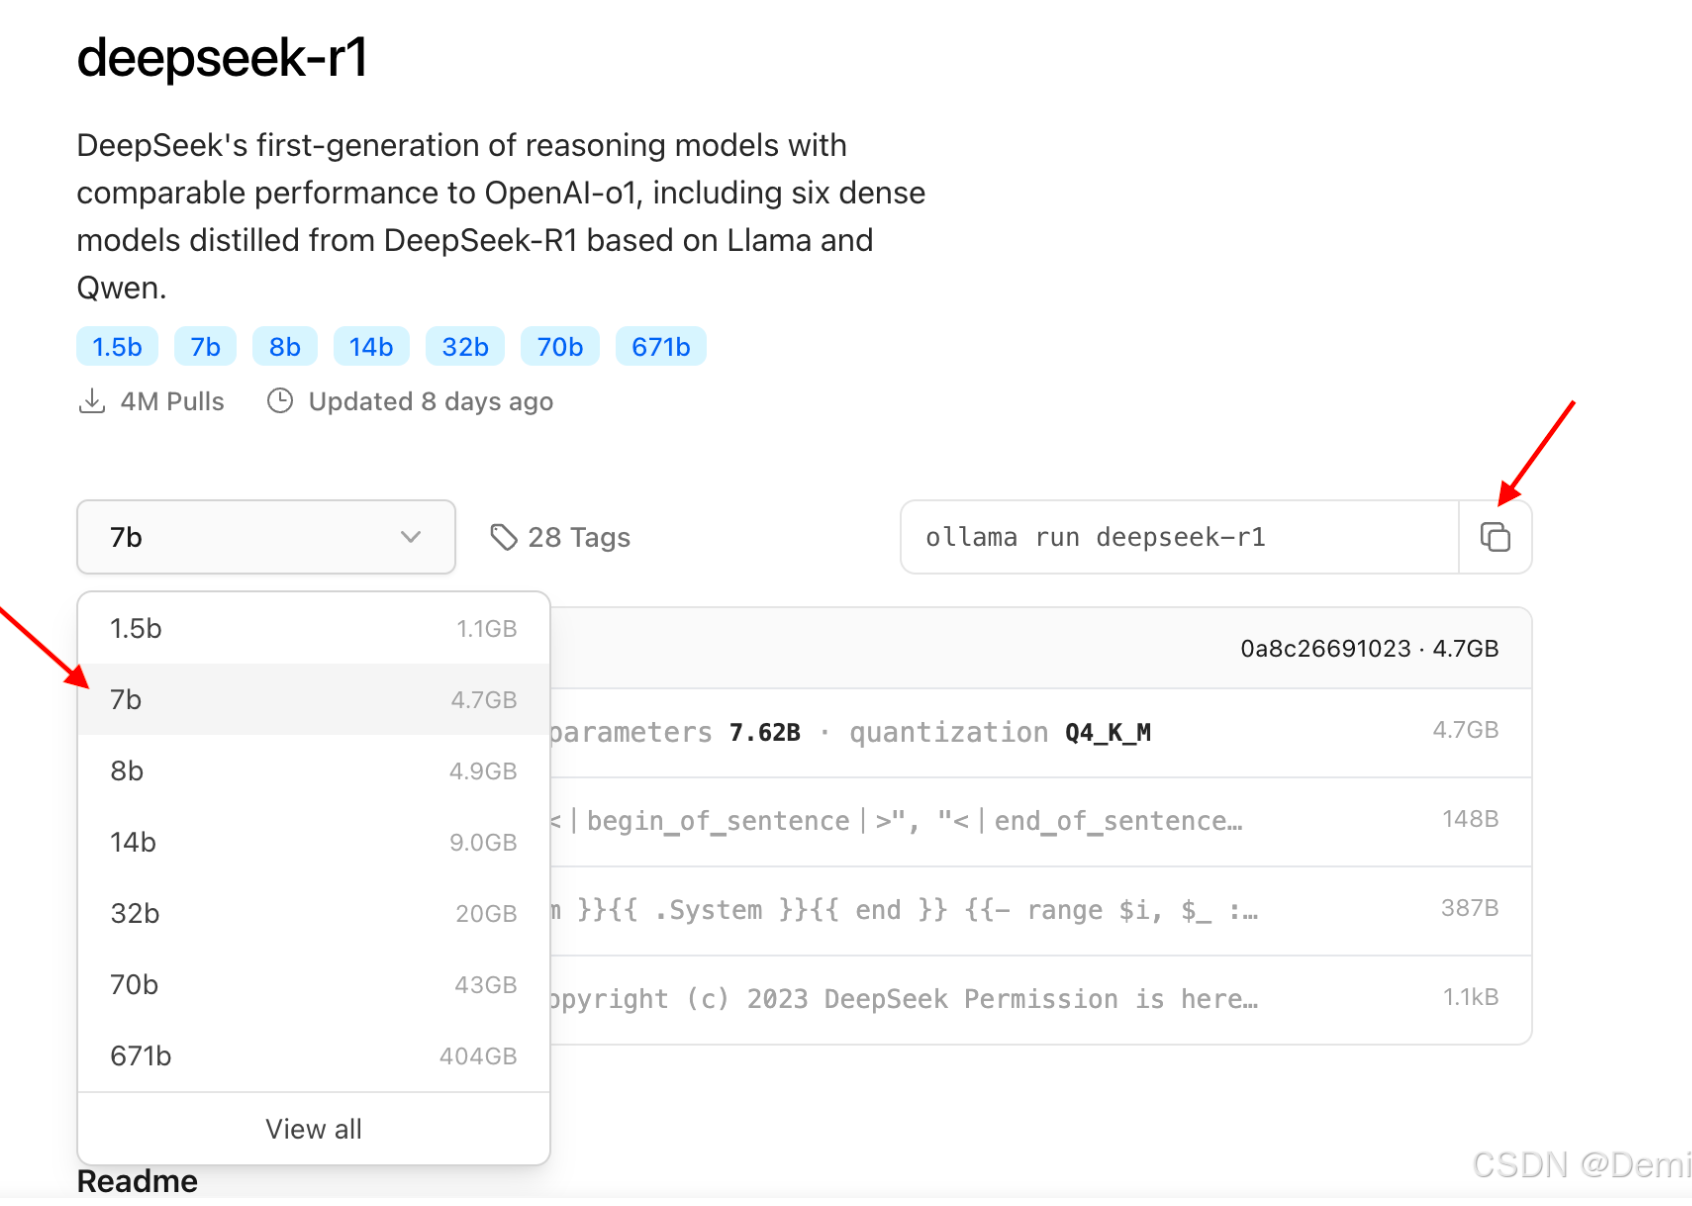 deepseek-r1
DeepSeek's first-generation of reasoning models with
comparable performance to OpenAI-o1, including six dense
models distilled from DeepSeek-R1 based on Llama and
Qwen.
1.5b 7b 8b 14b 32b 70b 671b
4M Pulls Updated 8 days ago
7b 28 Tags ollama run deepseek-r1
1.5b 1.1GB
0a8c26691023 · 4.7GB
7b 4.7GB
parameters 7.62B · quantization Q4_K_M 4.7GB
8b 4.9GB
<|begin_of_sentence|>", "<|end_of_sentence… 148B
14b 9.0GB
32b 20GB
m }}{{ .System }}{{ end }} {{- range $i, $_ :… 387B
70b 43GB
opyright (c) 2023 DeepSeek Permission is here… 1.1kB
671b 404GB
View all
Readme
CSDN @Demi